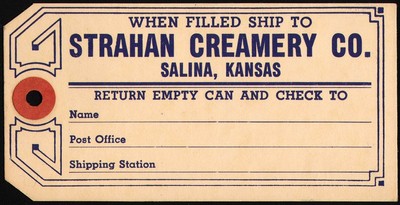 WHEN FILLED SHIP TO
STRAHAN CREAMERY CO.
SALINA, KANSAS
RETURN EMPTY CAN AND CHECK TO
Name
Post Office
Shipping Station